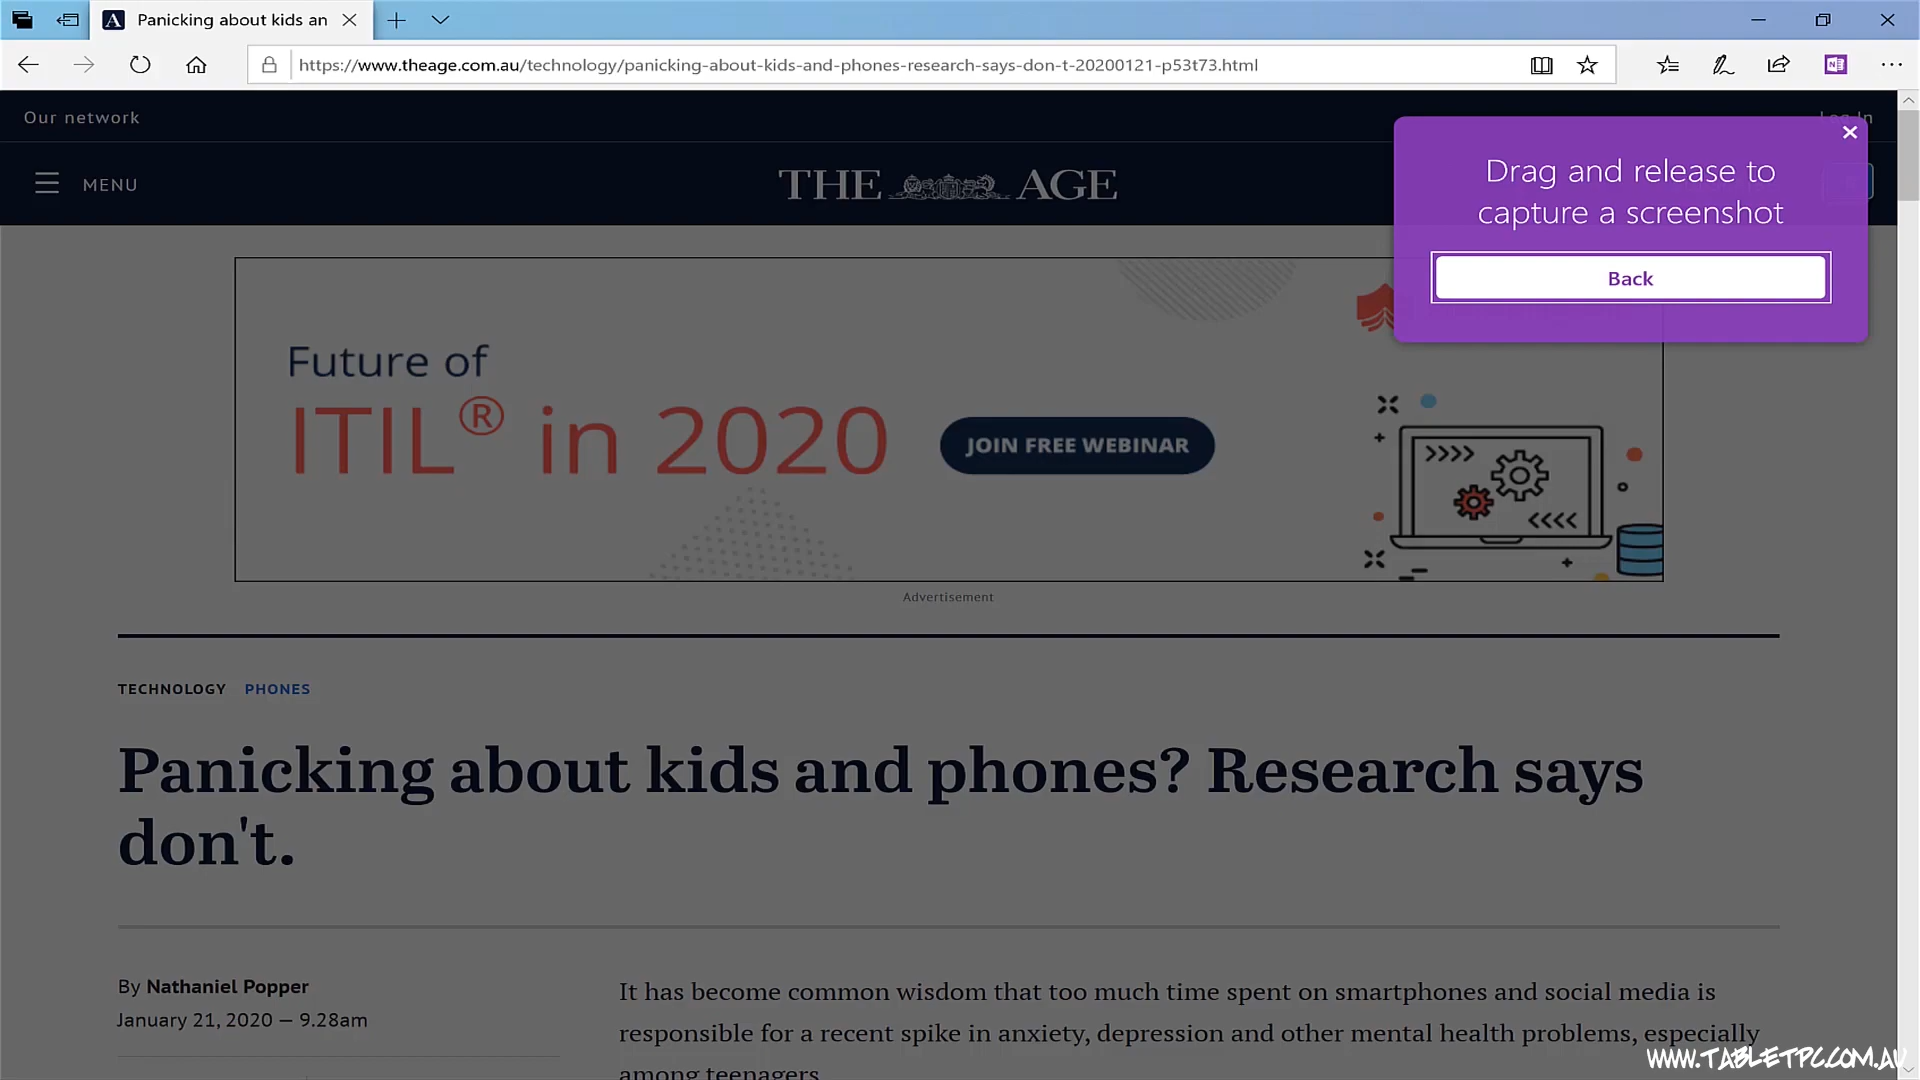 Panicking about kids an
https://www.theage.com.au/technology/panicking-about-kids-and-phones-research-says-don-t-20200121-p53t73.html
Our network
Log In
MENU
THE AGE
Drag and release to
capture a screenshot
Back
Future of
ITIL® in 2020
JOIN FREE WEBINAR
Advertisement
TECHNOLOGY PHONES
Panicking about kids and phones? Research says
don't.
By Nathaniel Popper
January 21, 2020 — 9.28am
It has become common wisdom that too much time spent on smartphones and social media is
responsible for a recent spike in anxiety, depression and other mental health problems, especially
among teenagers.
WWW.TABLETPC.COM.AU